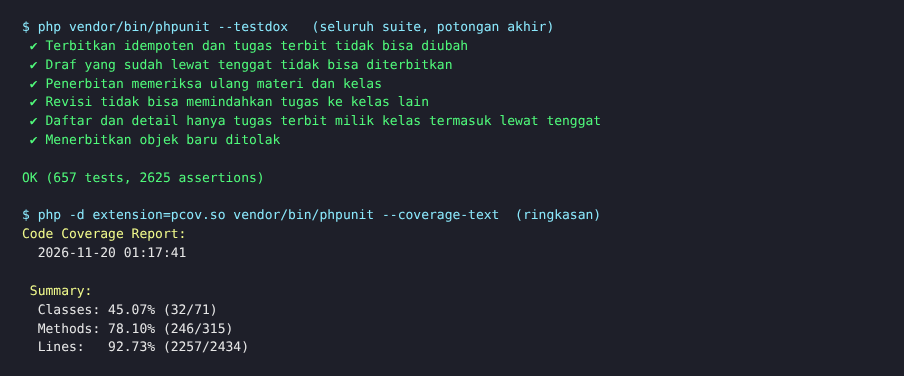 $ php vendor/bin/phpunit --testdox (seluruh suite, potongan akhir)
✔ Terbitkan idempoten dan tugas terbit tidak bisa diubah
✔ Draf yang sudah lewat tenggat tidak bisa diterbitkan
✔ Penerbitan memeriksa ulang materi dan kelas
✔ Revisi tidak bisa memindahkan tugas ke kelas lain
✔ Daftar dan detail hanya tugas terbit milik kelas termasuk lewat tenggat
✔ Menerbitkan objek baru ditolak
OK (657 tests, 2625 assertions)
$ php -d extension=pcov.so vendor/bin/phpunit --coverage-text (ringkasan)
Code Coverage Report:
2026-11-20 01:17:41
Summary:
Classes: 45.07% (32/71)
Methods: 78.10% (246/315)
Lines: 92.73% (2257/2434)